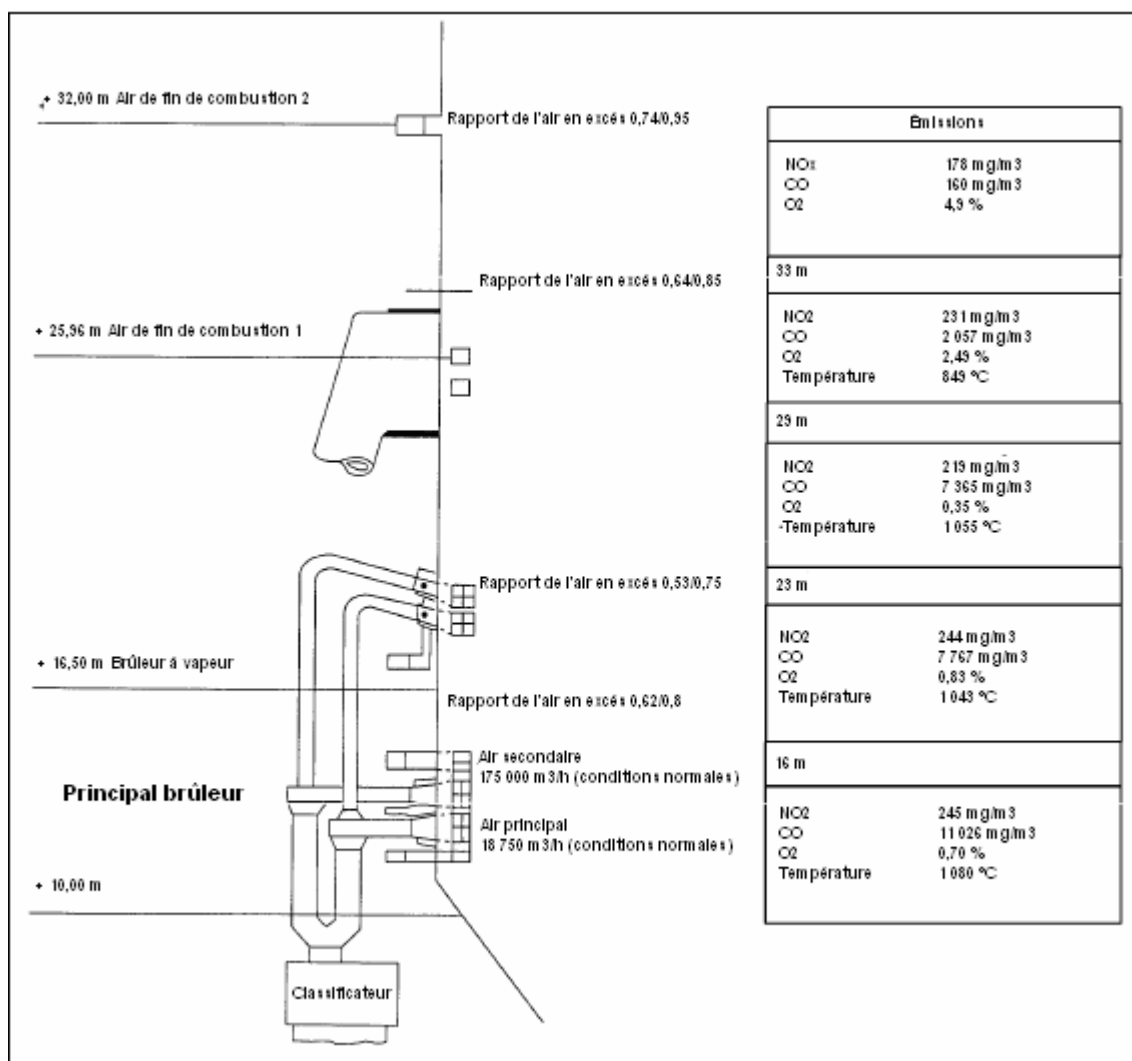 + 32,00 m Air de fin de combustion 2
Rapport de l'air en excés 0,74/0,95
Rapport de l'air en excés 0,64/0,85
+ 25,96 m Air de fin de combustion 1
Rapport de l'air en excés 0,53/0,75
+ 16,50 m Brûleur à vapeur
Rapport de l'air en excés 0,62/0,8
Air secondaire
175 000 m3/h (conditions normales)
Principal brûleur
Air principal
18 750 m3/h (conditions normales)
+ 10,00 m
Classificateur
Émissions
NOx 178 mg/m3
CO 160 mg/m3
O2 4,9 %
33 m
NO2 231 mg/m3
CO 2 057 mg/m3
O2 2,49 %
Température 849 °C
29 m
NO2 219 mg/m3
CO 7 365 mg/m3
O2 0,35 %
-Température 1 055 °C
23 m
NO2 244 mg/m3
CO 7 767 mg/m3
O2 0,83 %
Température 1 043 °C
16 m
NO2 245 mg/m3
CO 11 026 mg/m3
O2 0,70 %
Température 1 080 °C